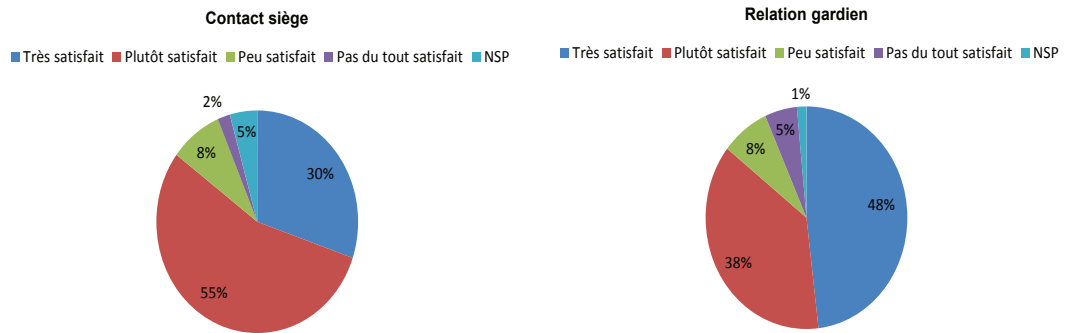 Contact siège
Très satisfait Plutôt satisfait Peu satisfait Pas du tout satisfait NSP
2%
5%
8%
30%
55%
Relation gardien
Très satisfait Plutôt satisfait Peu satisfait Pas du tout satisfait NSP
1%
5%
8%
48%
38%